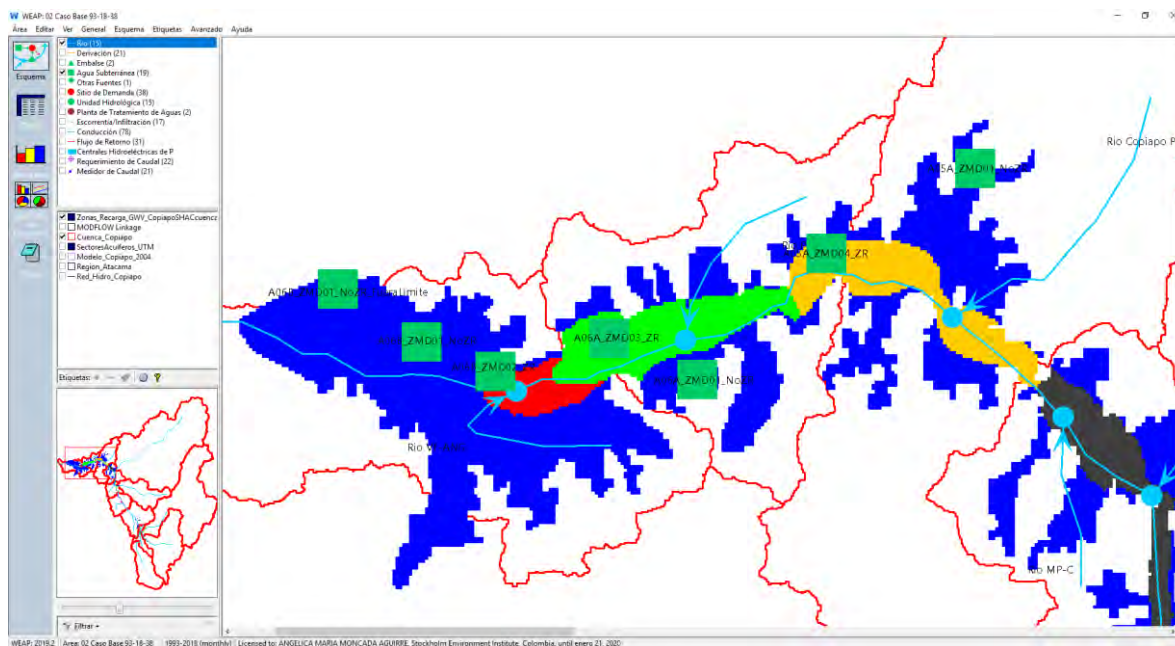 WEAP: 02 Caso Base 93-18-38
Área Editar Ver General Esquema Etiquetas Avanzado Ayuda
Esquema
Río (15)
Derivación (21)
Embalse (2)
Agua Subterránea (19)
Otras Fuentes (1)
Sitio de Demanda (38)
Unidad Hidrológica (15)
Planta de Tratamiento de Aguas (2)
Escorrentía/Infiltración (17)
Conducción (78)
Flujo de Retorno (31)
Centrales Hidroeléctricas de P
Requerimiento de Caudal (22)
Medidor de Caudal (21)
Zonas_Recarga_GWV_CopiapoSHACcuenca
MODFLOW Linkage
Cuenca_Copiapo
SectoresAcuiferos_UTM
Modelo_Copiapo_2004
Region_Atacama
Red_Hidro_Copiapo
Etiquetas:
Filtrar
Rio Copiapo P
A06A_ZMD03_ZR
Rio MP-C
WEAP: 2019.2 Área: 02 Caso Base 93-18-38 1993-2018 (monthly) Licensed to: ANGELICA MARIA MONCADA AGUIRRE, Stockholm Environment Institute, Colombia, until enero 21, 2020